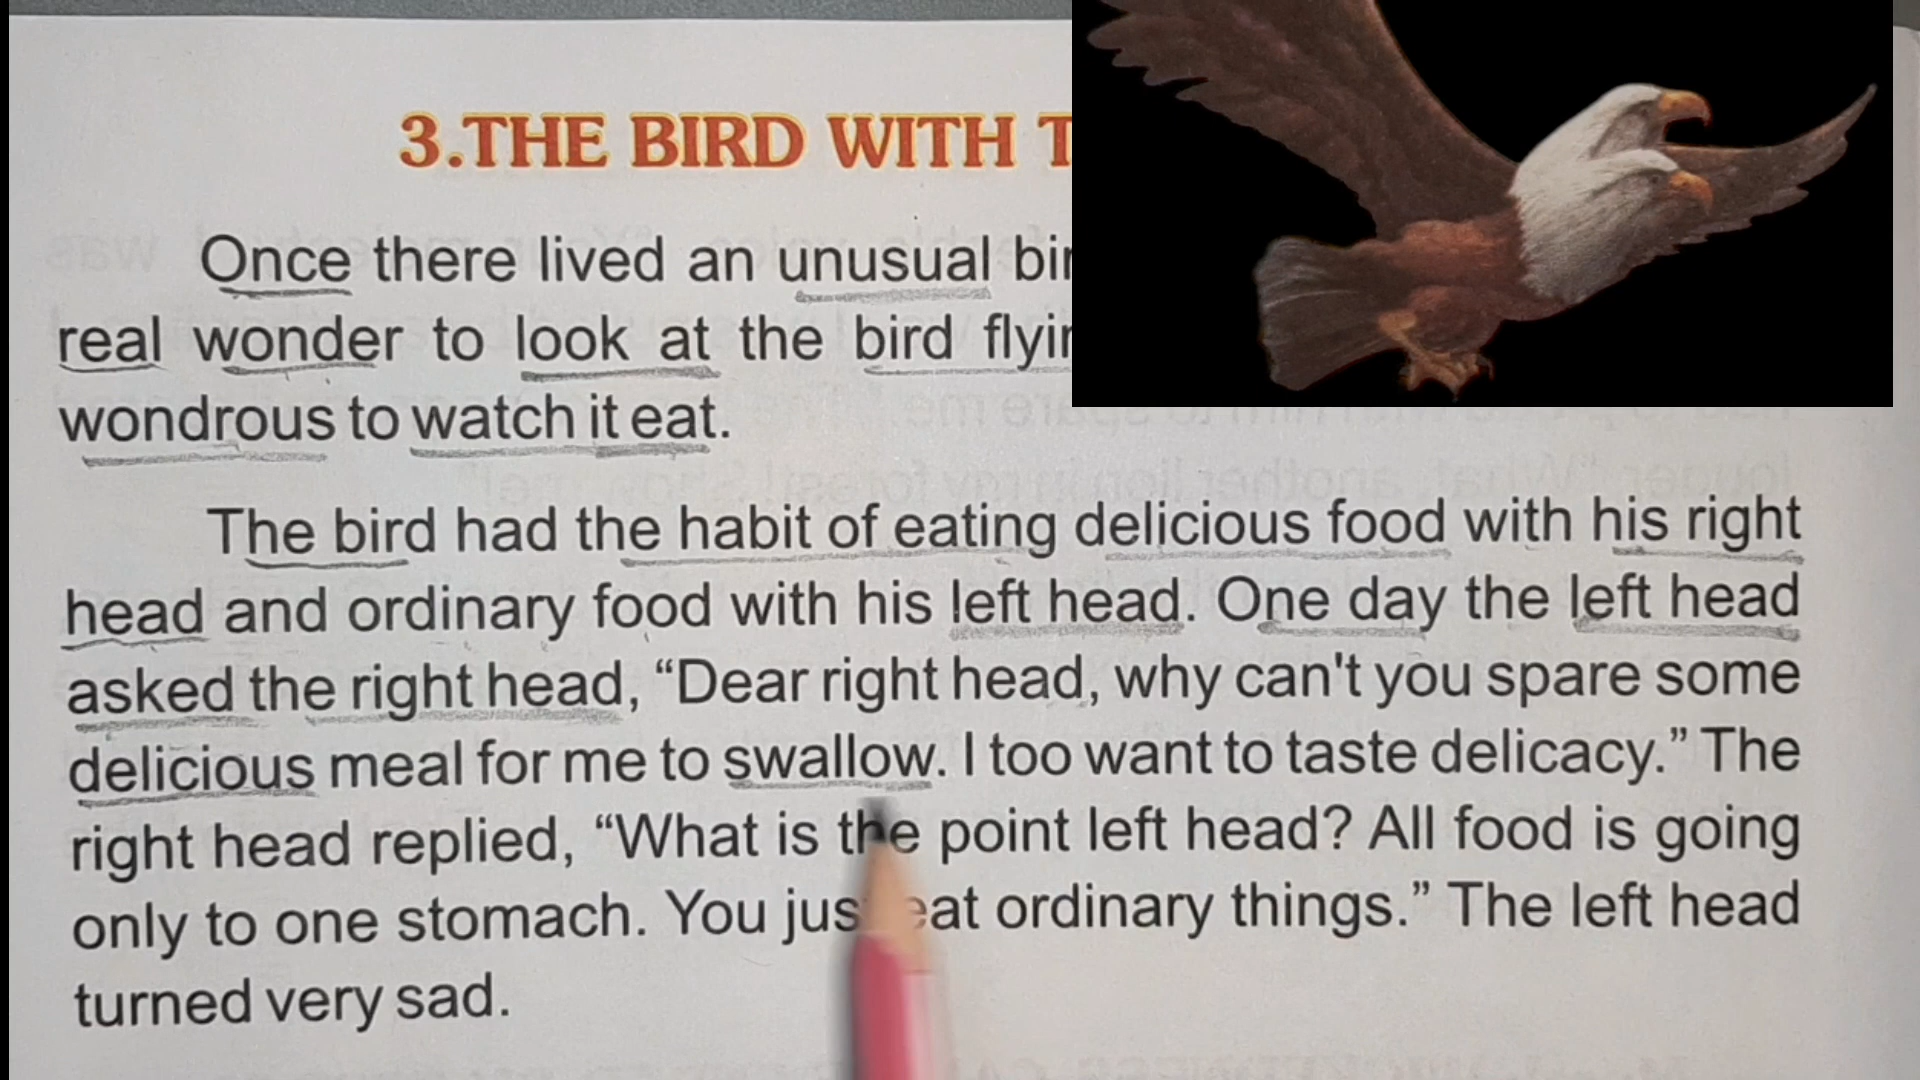 3.THE BIRD WITH
Once there lived an unusual
real wonder to look at the bird
wondrous to watch it eat.
The bird had the habit of eating delicious food with his right
head and ordinary food with his left head. One day the left head
asked the right head, “Dear right head, why can't you spare some
delicious meal for me to swallow. I too want to taste delicacy.” The
right head replied, “What is the point left head? All food is going
only to one stomach. You just eat ordinary things.” The left head
turned very sad.